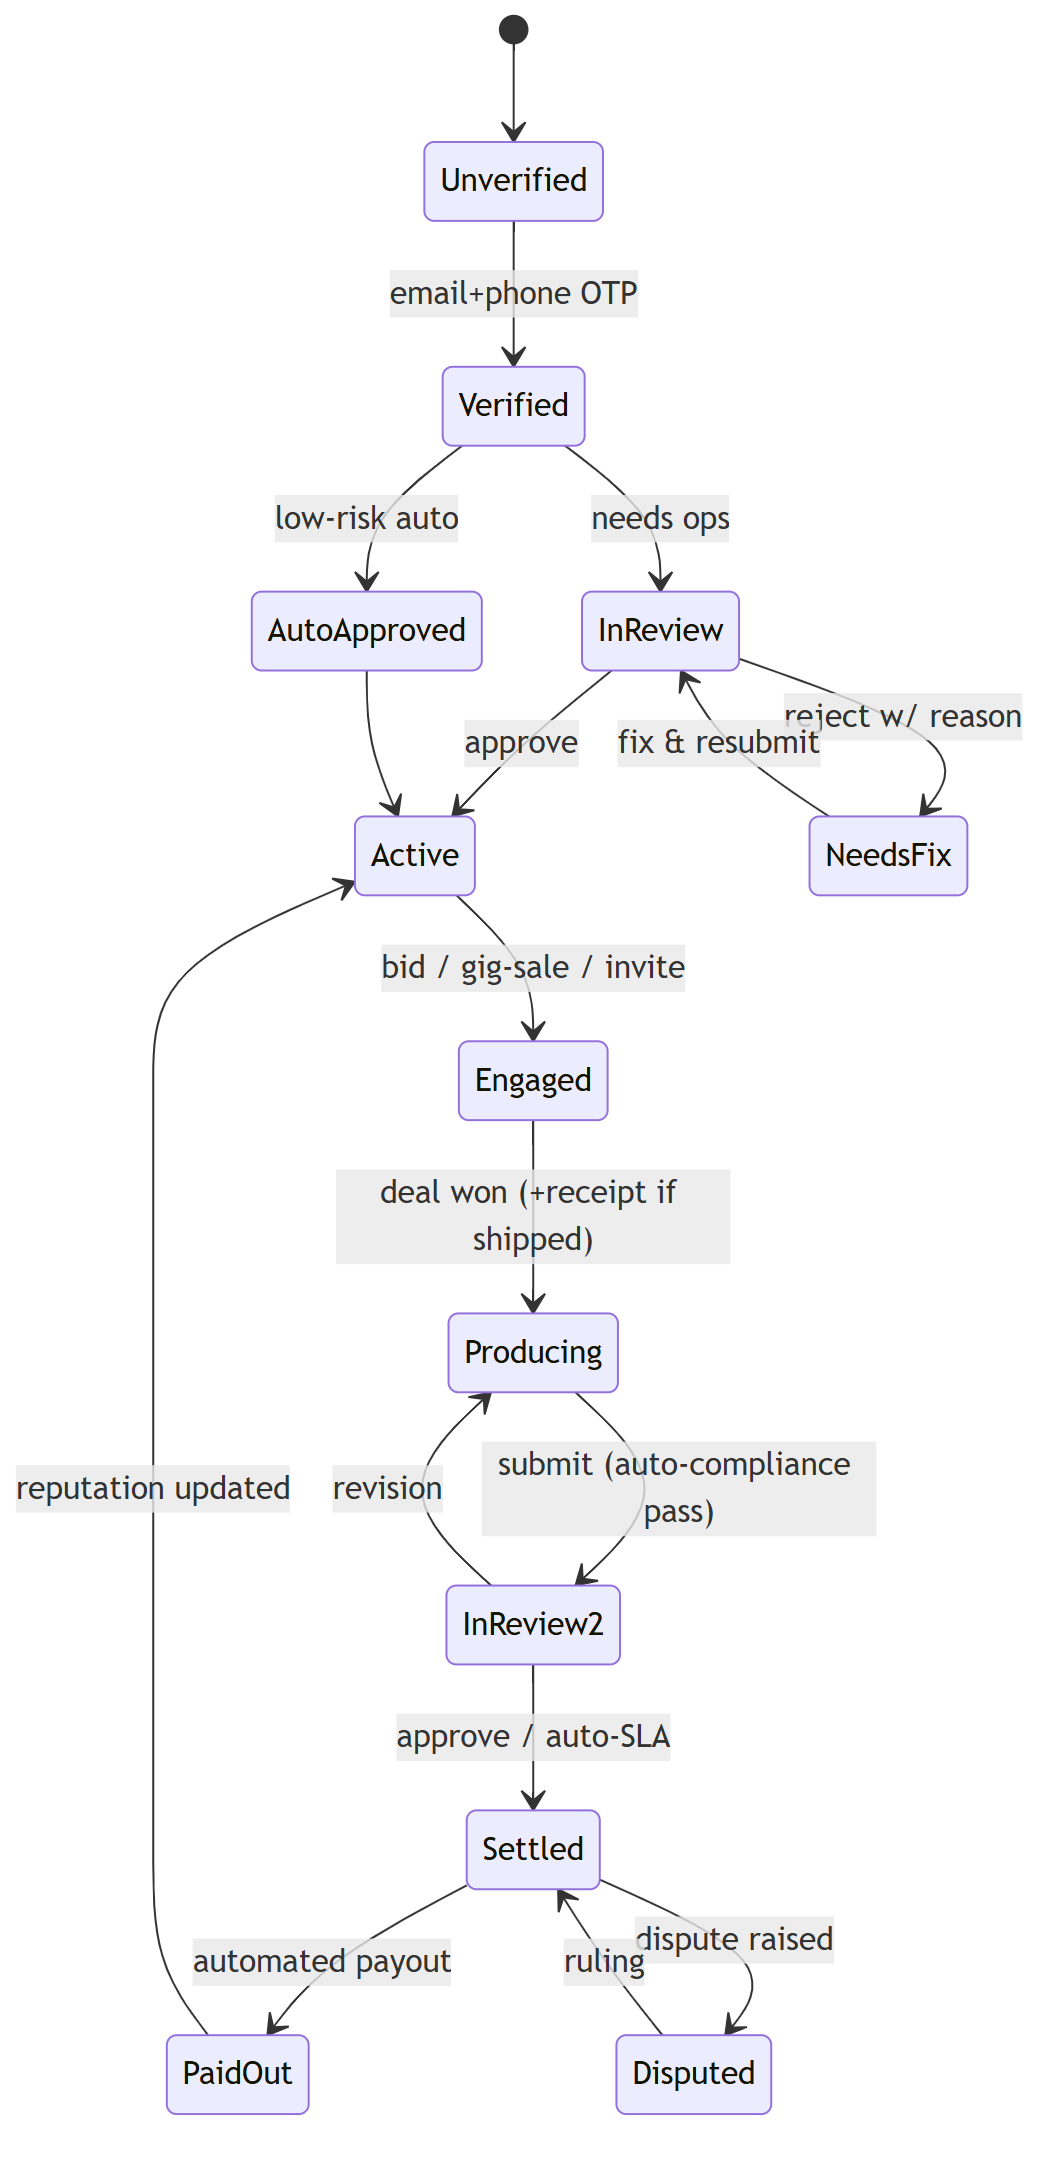 Unverified
email+phone OTP
Verified
low-risk auto
needs ops
AutoApproved
InReview
reject w/ reason
approve
fix & resubmit
Active
NeedsFix
bid / gig-sale / invite
Engaged
deal won (+receipt if
shipped)
Producing
submit (auto-compliance
pass)
reputation updated
revision
InReview2
approve / auto-SLA
Settled
dispute raised
automated payout
ruling
PaidOut
Disputed